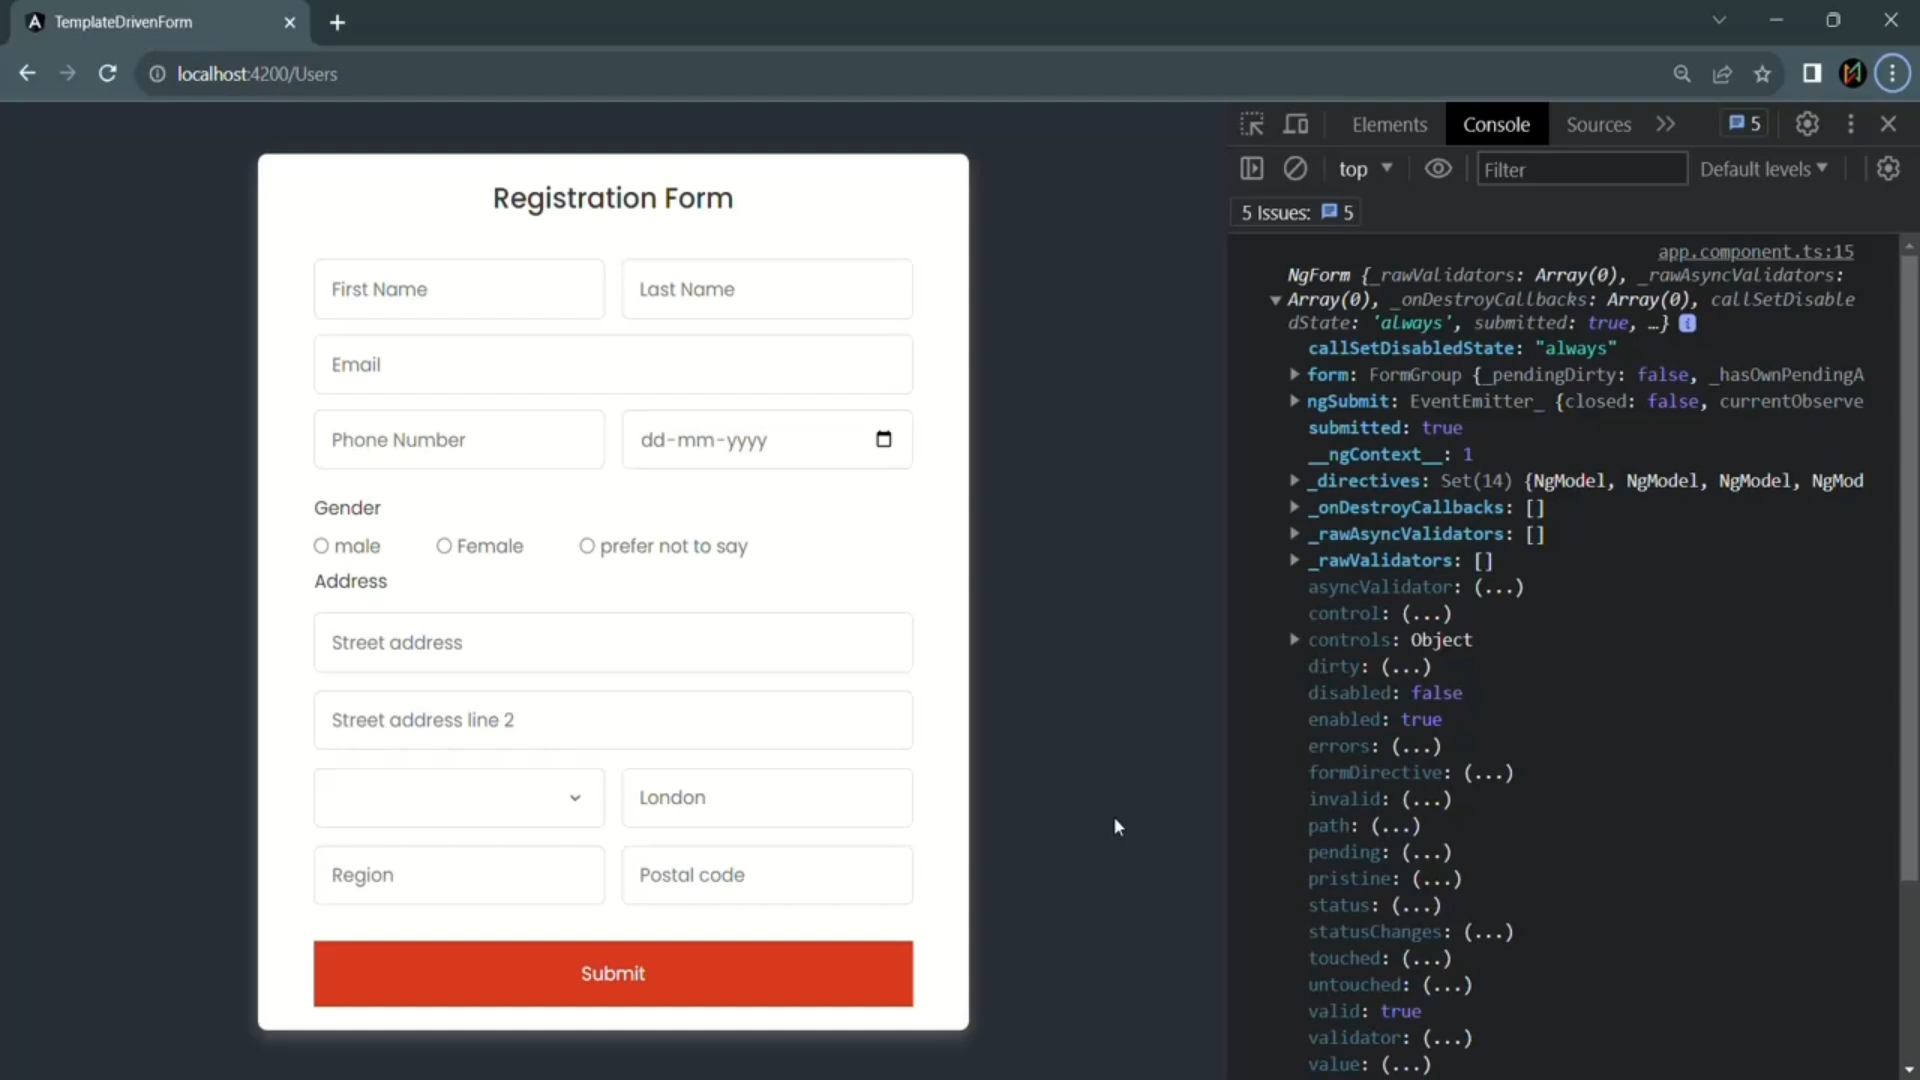 TemplateDrivenForm
localhost:4200/Users
Registration Form
First Name
Last Name
Email
Phone Number
dd-mm-yyyy
Gender
male
Female
prefer not to say
Address
Street address
Street address line 2
London
Region
Postal code
Submit
Elements
Console
Sources
5
top
Filter
Default levels
5 Issues: 5
app.component.ts:15
NgForm {_rawValidators: Array(0), _rawAsyncValidators:
Array(0), _onDestroyCallbacks: Array(0), callSetDisable
dState: 'always', submitted: true, …} i
callSetDisabledState: "always"
form: FormGroup {_pendingDirty: false, _hasOwnPendingA
ngSubmit: EventEmitter_ {closed: false, currentObserve
submitted: true
__ngContext__: 1
_directives: Set(14) {NgModel, NgModel, NgModel, NgMod
_onDestroyCallbacks: []
_rawAsyncValidators: []
_rawValidators: []
asyncValidator: (...)
control: (...)
controls: Object
dirty: (...)
disabled: false
enabled: true
errors: (...)
formDirective: (...)
invalid: (...)
path: (...)
pending: (...)
pristine: (...)
status: (...)
statusChanges: (...)
touched: (...)
untouched: (...)
valid: true
validator: (...)
value: (...)